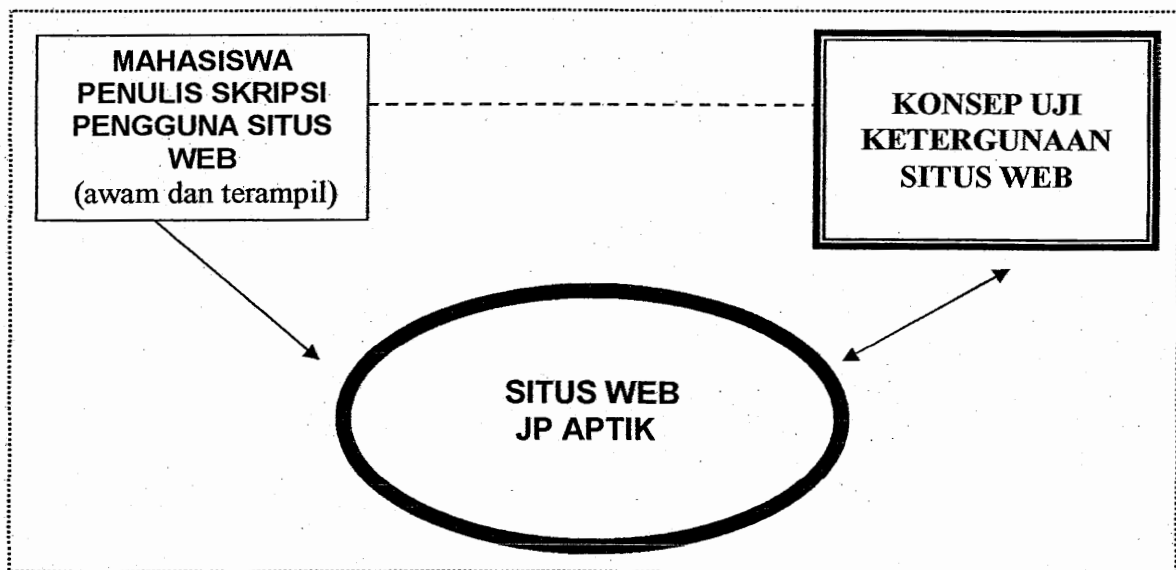 MAHASISWA
PENULIS SKRIPSI
PENGGUNA SITUS
WEB
(awam dan terampil)
KONSEP UJI
KETERGUNAAN
SITUS WEB
SITUS WEB
JP APTIK